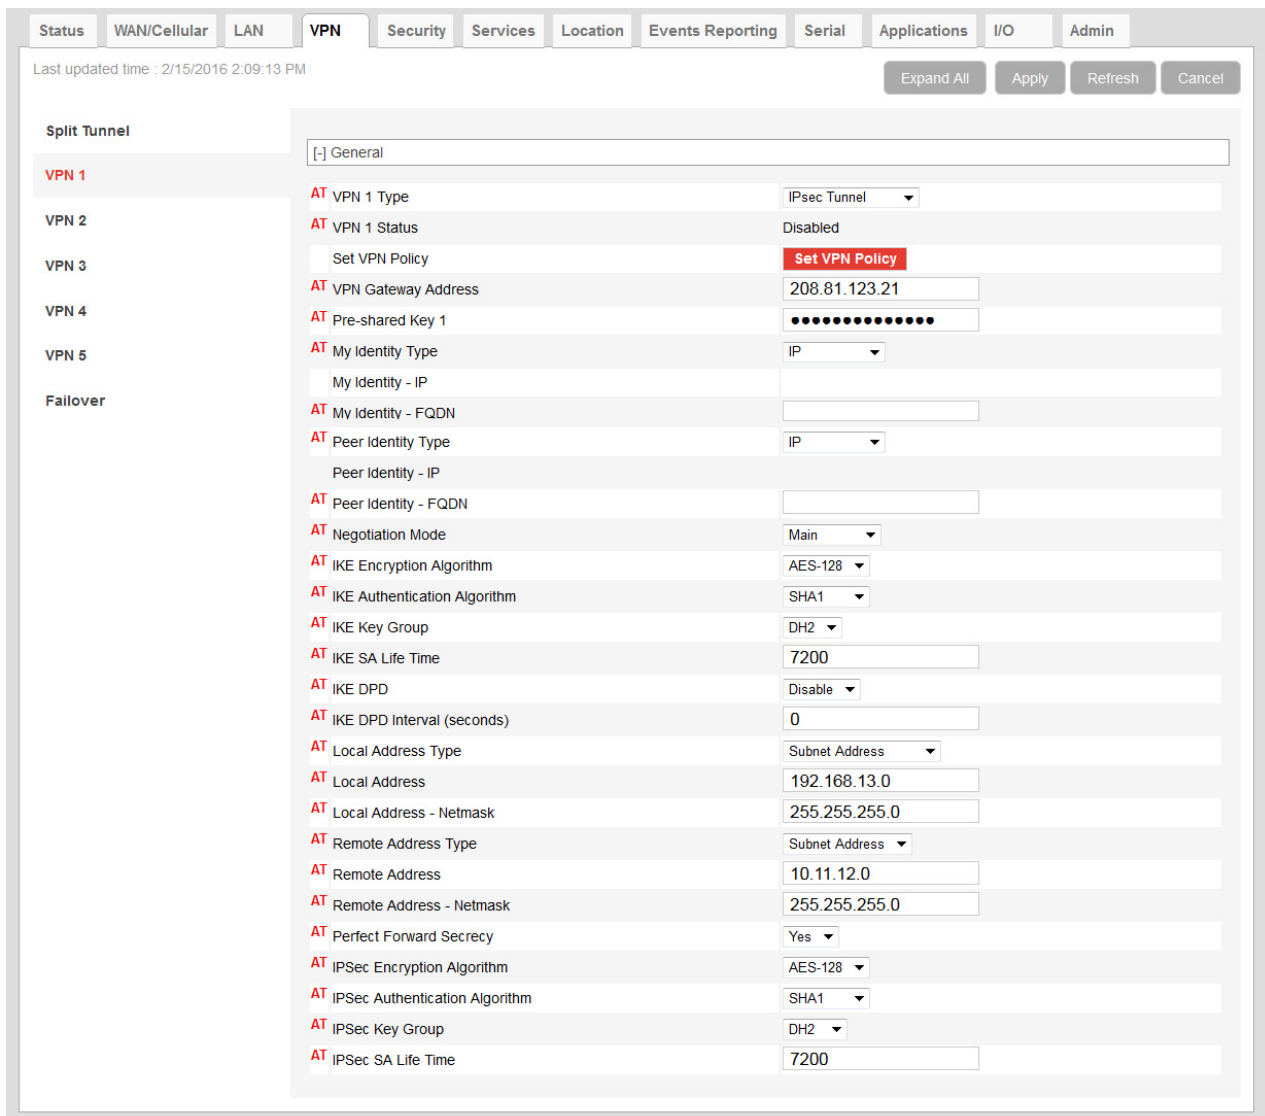 Status WAN/Cellular LAN VPN Security Services Location Events Reporting Serial Applications I/O Admin
Last updated time : 2/15/2016 2:09:13 PM
Expand All Apply Refresh Cancel
Split Tunnel
VPN 1
VPN 2
VPN 3
VPN 4
VPN 5
Failover
[-] General
AT VPN 1 Type IPsec Tunnel
AT VPN 1 Status Disabled
Set VPN Policy Set VPN Policy
AT VPN Gateway Address 208.81.123.21
AT Pre-shared Key 1 ●●●●●●●●●●●●●●
AT My Identity Type IP
My Identity - IP
AT My Identity - FQDN
AT Peer Identity Type IP
Peer Identity - IP
AT Peer Identity - FQDN
AT Negotiation Mode Main
AT IKE Encryption Algorithm AES-128
AT IKE Authentication Algorithm SHA1
AT IKE Key Group DH2
AT IKE SA Life Time 7200
AT IKE DPD Disable
AT IKE DPD Interval (seconds) 0
AT Local Address Type Subnet Address
AT Local Address 192.168.13.0
AT Local Address - Netmask 255.255.255.0
AT Remote Address Type Subnet Address
AT Remote Address 10.11.12.0
AT Remote Address - Netmask 255.255.255.0
AT Perfect Forward Secrecy Yes
AT IPSec Encryption Algorithm AES-128
AT IPSec Authentication Algorithm SHA1
AT IPSec Key Group DH2
AT IPSec SA Life Time 7200